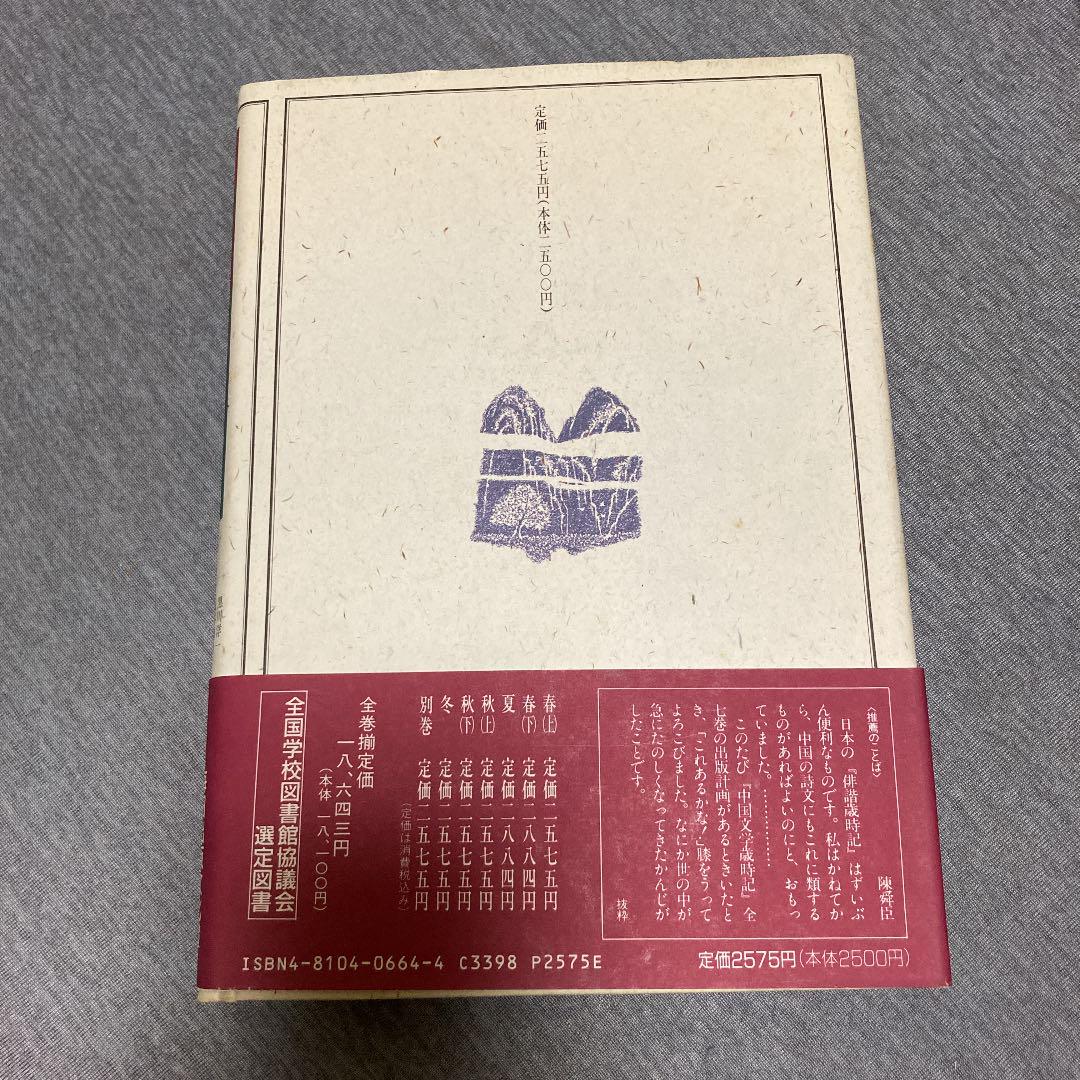 定価二五七五円(本体二五〇〇円)
〈推薦のことば〉
陳舜臣
日本の『俳諧歳時記』はずいぶ
ん便利なものです。私はかねてか
ら、中国の詩文にもこれに類する
ものがあればよいのにと、おもっ
ていました。……………
このたび『中国文学歳時記』全
七巻の出版計画があるときいたと
き、「これあるかな!」膝をうって
よろこびました。なにか世の中が
急にたのしくなってきたかんじが
したことです。
抜粋
春(上) 定価二五七五円
春(下) 定価二八八四円
夏 定価二八八四円
秋(上) 定価二五七五円
秋(下) 定価二五七五円
冬 定価二五七五円
別巻 定価二五七五円
(定価は消費税込み)
全巻揃定価
一八、六四三円
(本体 一八、一〇〇円)
全国学校図書館協議会
選定図書
ISBN4-8104-0664-4 C3398 P2575E
定価2575円(本体2500円)